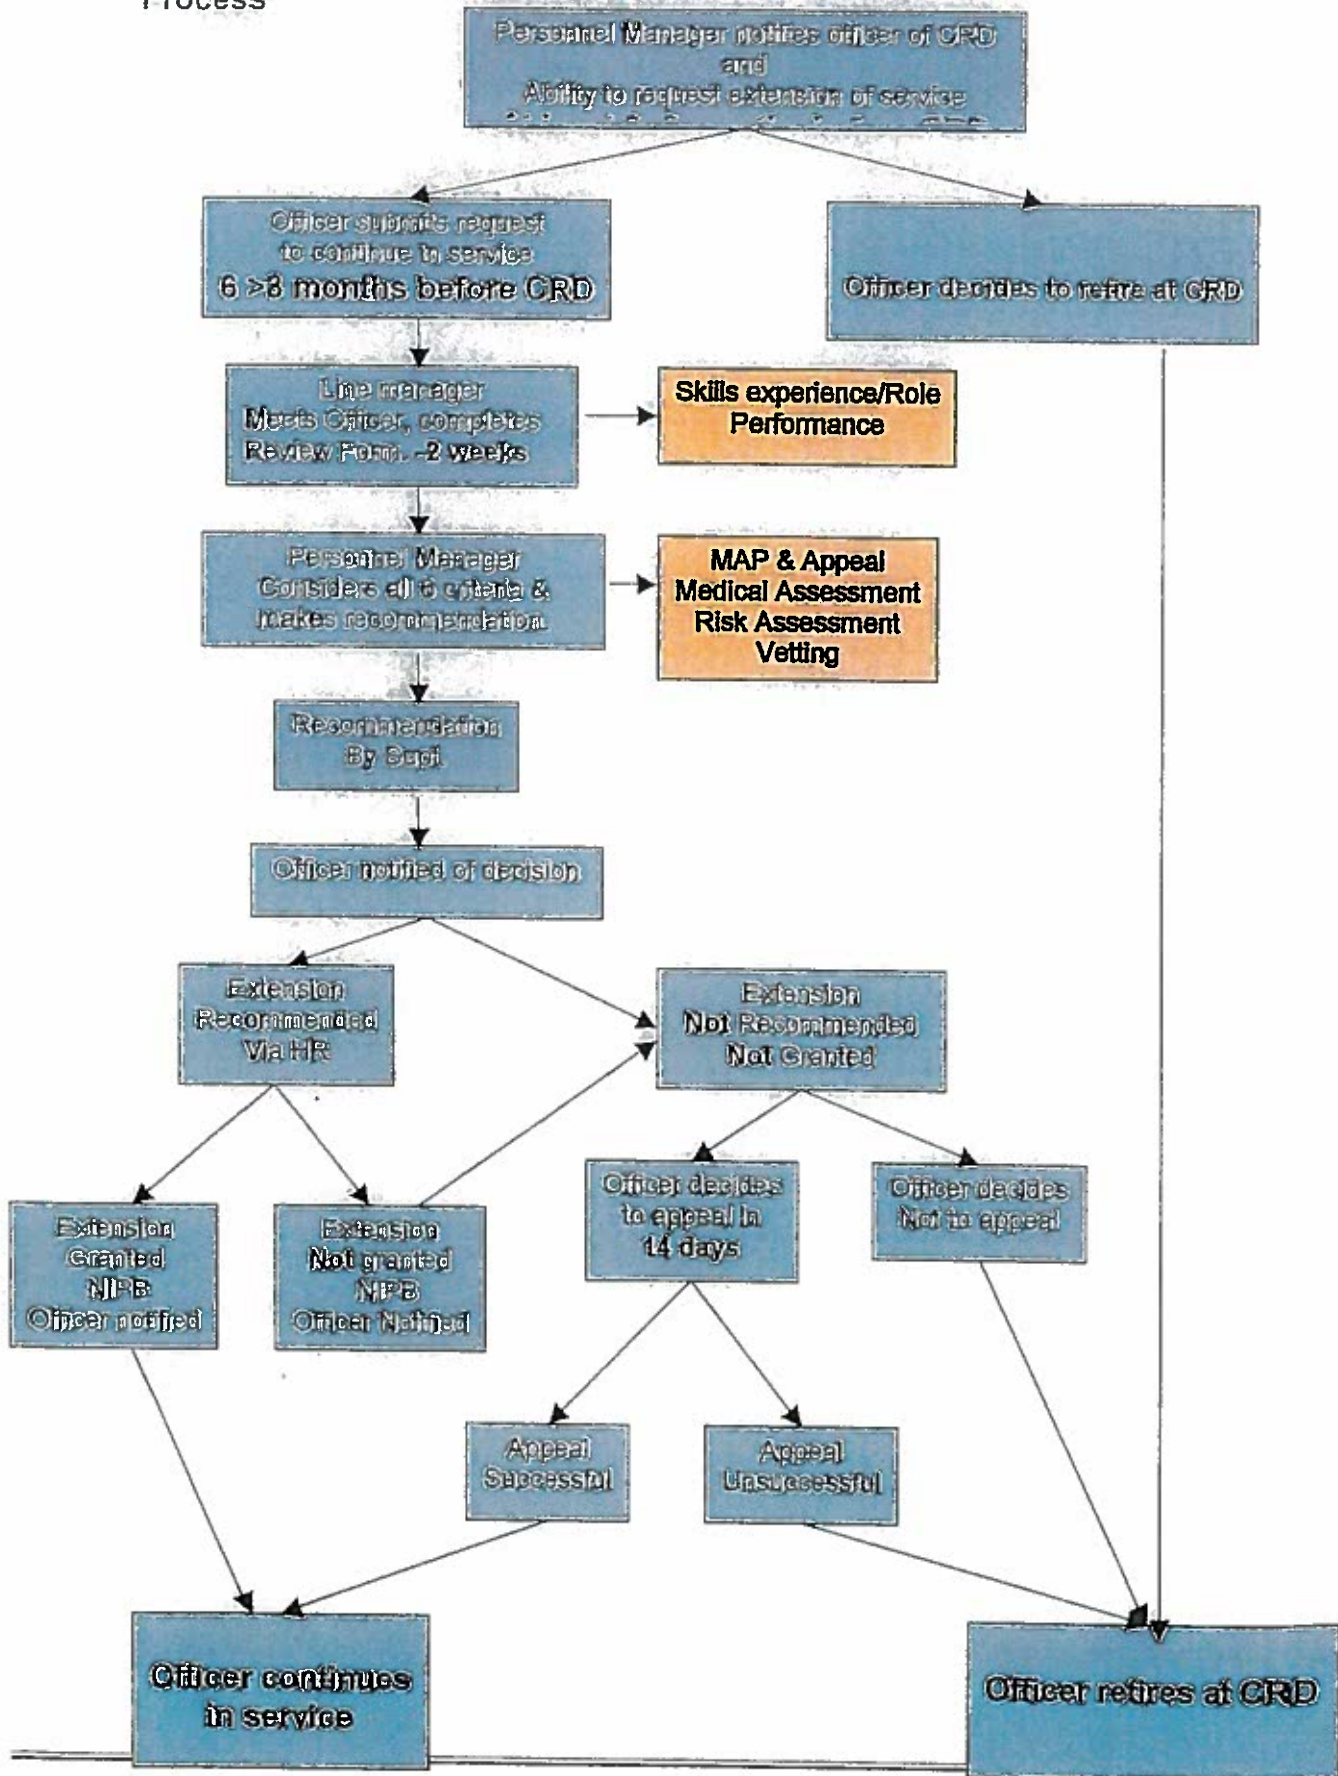 Process
Personnel Manager notifies officer of CRD
and
Ability to request extension of service
Officer submits request
to continue in service
6 >3 months before CRD
Officer decides to retire at CRD
Line manager
Meets Officer, completes
Review Form. -2 weeks
Skills experience/Role
Performance
Personnel Manager
Considers all 6 criteria &
makes recommendation
MAP & Appeal
Medical Assessment
Risk Assessment
Vetting
Recommendation
By Supt
Officer notified of decision
Extension
Recommended
Via HR
Extension
Not Recommended
Not Granted
Extension
Granted
NIPB
Officer notified
Extension
Not granted
NIPB
Officer Notified
Officer decides
to appeal in
14 days
Officer decides
Not to appeal
Appeal
Successful
Appeal
Unsuccessful
Officer continues
in service
Officer retires at CRD